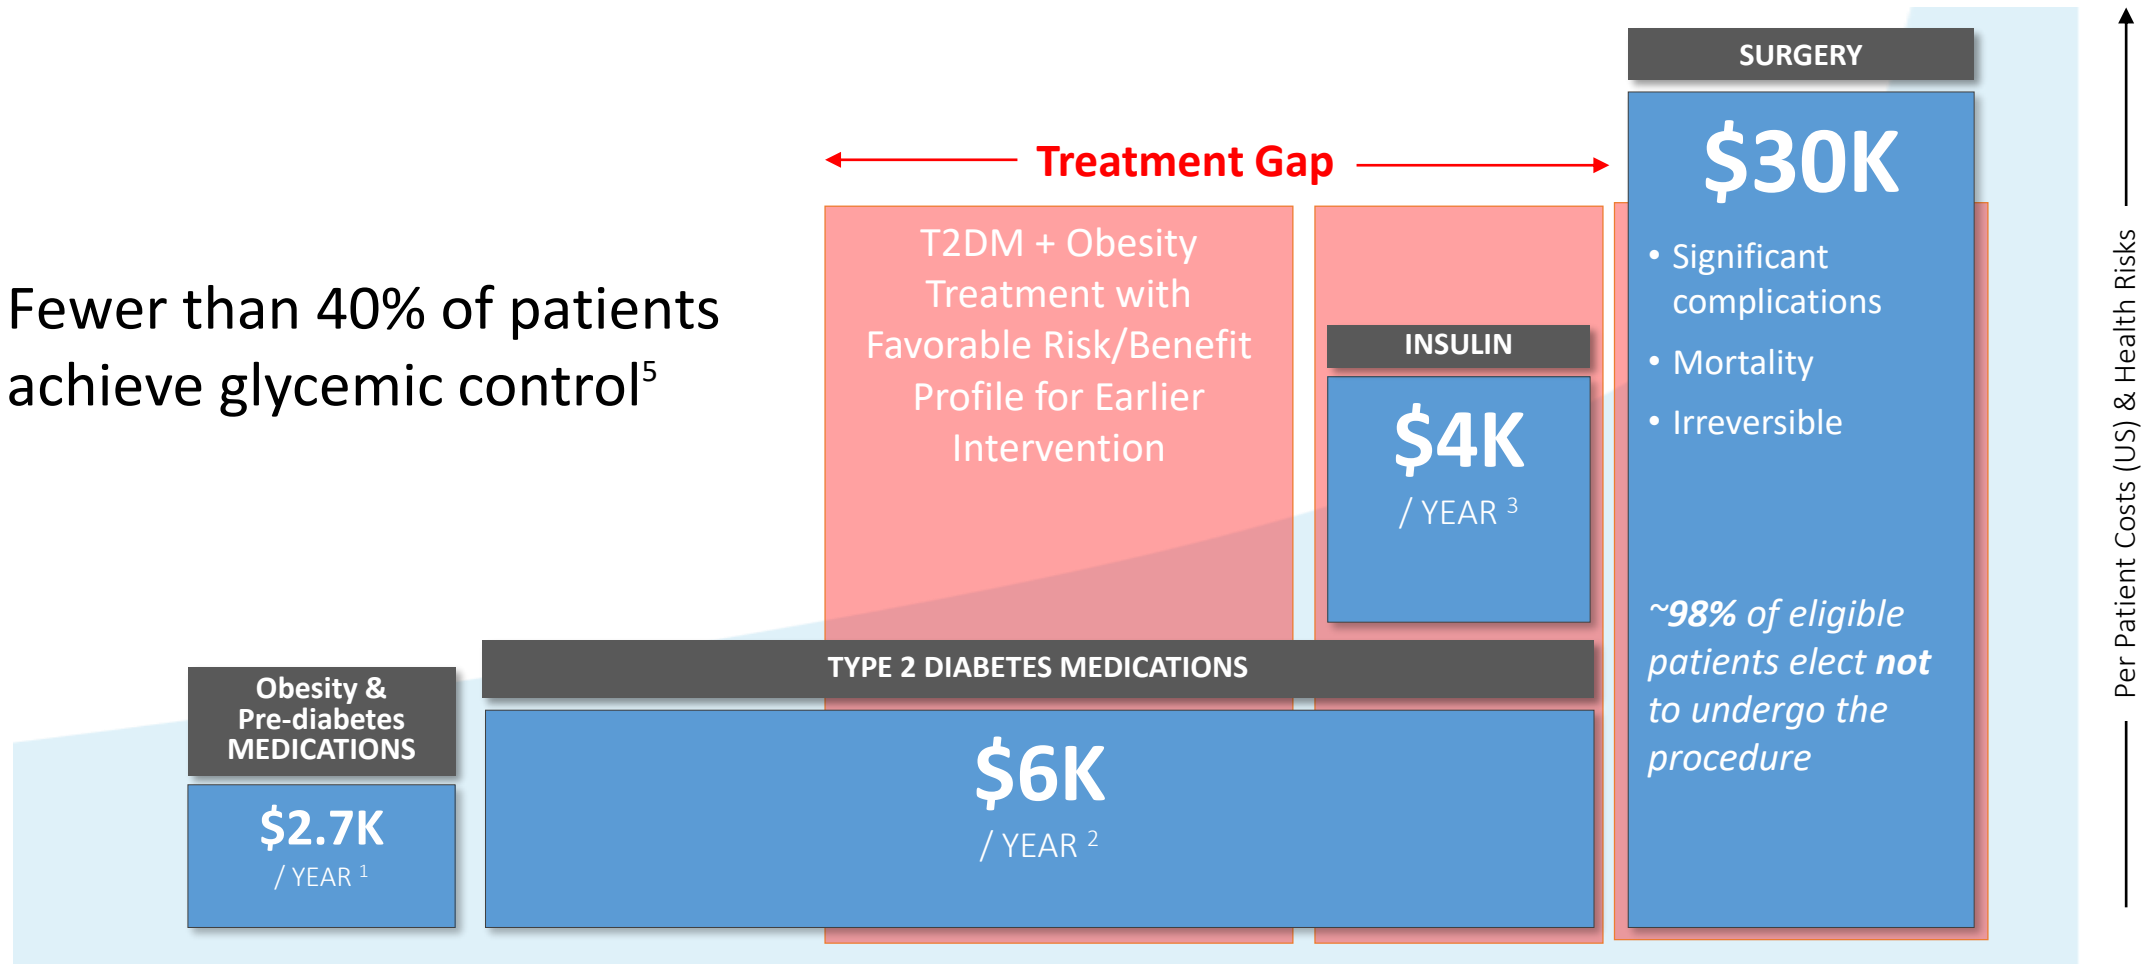 Fewer than 40% of patients
achieve glycemic control5
Obesity &
Pre-diabetes
MEDICATIONS
$2.7K
/ YEAR 1
TYPE 2 DIABETES MEDICATIONS
$6K
/ YEAR 2
Treatment Gap
T2DM + Obesity
Treatment with
Favorable Risk/Benefit
Profile for Earlier
Intervention
INSULIN
$4K
/ YEAR 3
SURGERY
$30K
• Significant
complications
• Mortality
• Irreversible
~98% of eligible
patients elect not
to undergo the
procedure
Per Patient Costs (US) & Health Risks